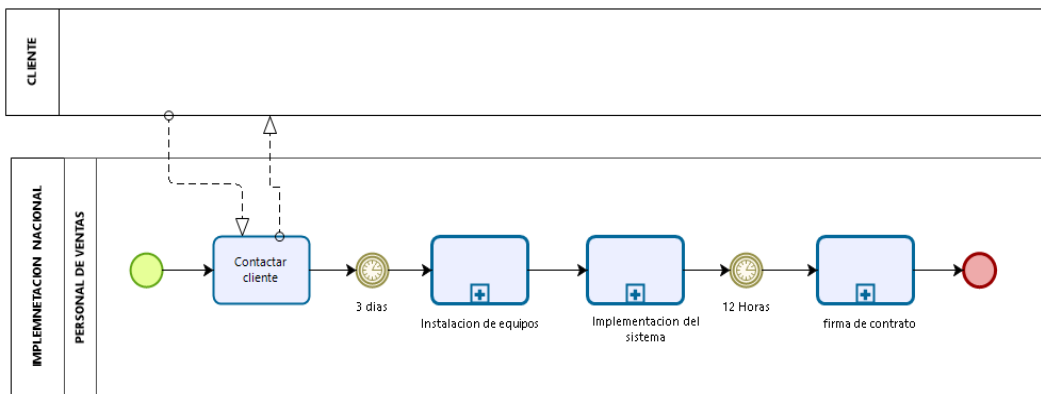 CLIENTE
IMPLEMNETACION NACIONAL
PERSONAL DE VENTAS
Contactar
cliente
3 dias
Instalacion de equipos
Implementacion del
sistema
12 Horas
firma de contrato